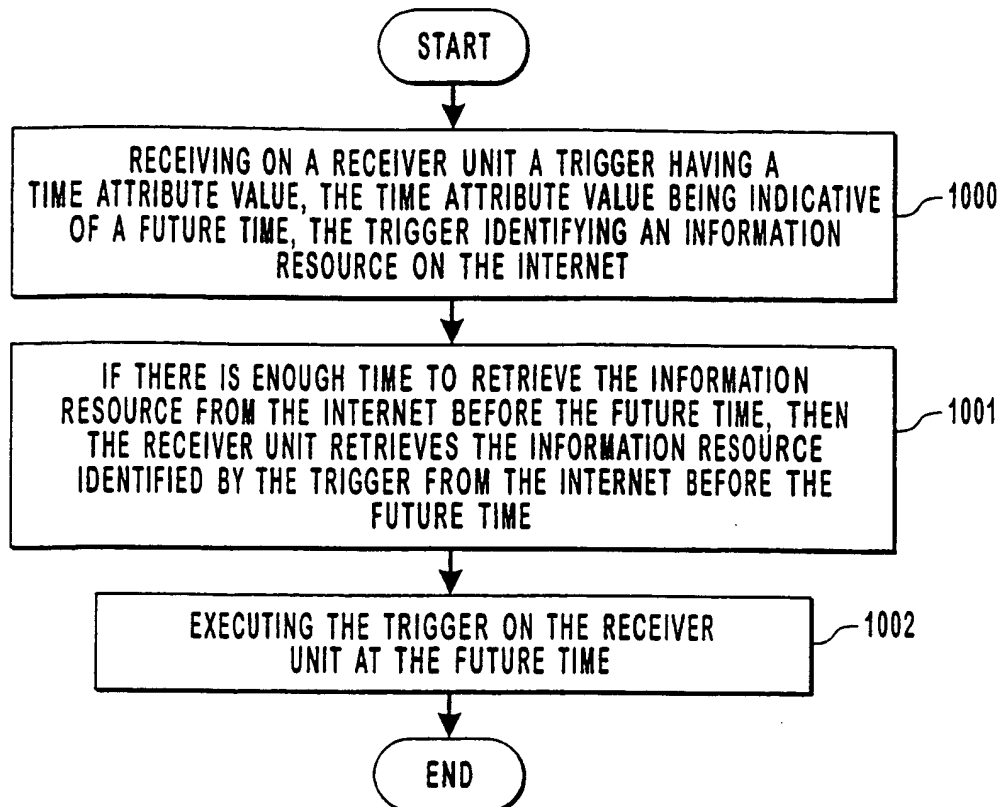 START
RECEIVING ON A RECEIVER UNIT A TRIGGER HAVING A
TIME ATTRIBUTE VALUE, THE TIME ATTRIBUTE VALUE BEING INDICATIVE
OF A FUTURE TIME, THE TRIGGER IDENTIFYING AN INFORMATION
RESOURCE ON THE INTERNET
1000
IF THERE IS ENOUGH TIME TO RETRIEVE THE INFORMATION
RESOURCE FROM THE INTERNET BEFORE THE FUTURE TIME, THEN
THE RECEIVER UNIT RETRIEVES THE INFORMATION RESOURCE
IDENTIFIED BY THE TRIGGER FROM THE INTERNET BEFORE THE
FUTURE TIME
1001
EXECUTING THE TRIGGER ON THE RECEIVER
UNIT AT THE FUTURE TIME
1002
END